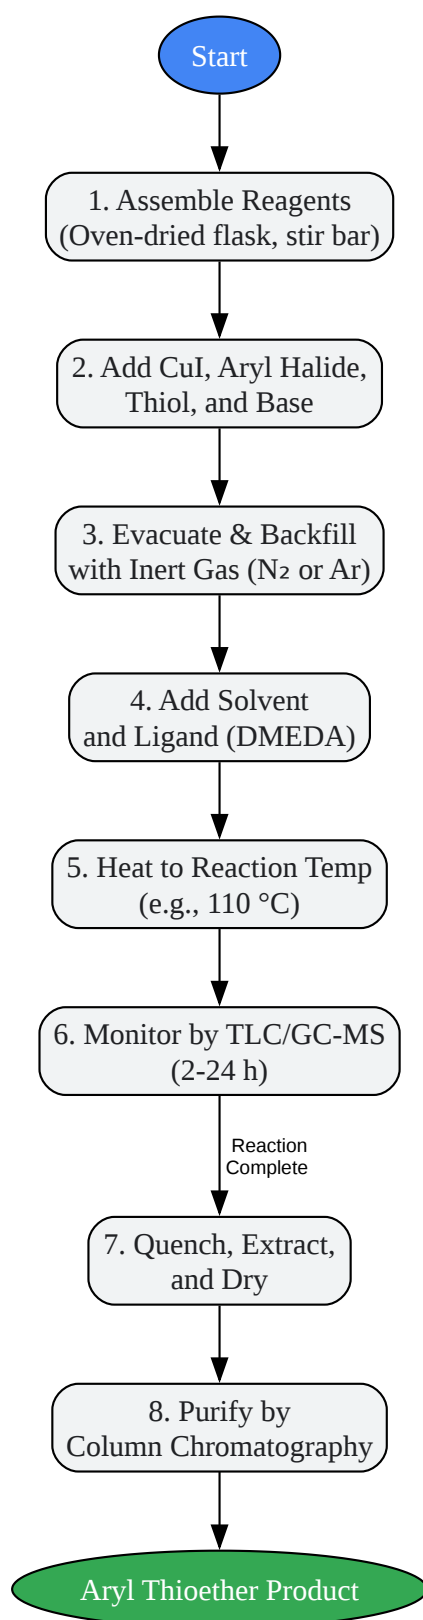 Start
1. Assemble Reagents
(Oven-dried flask, stir bar)
2. Add CuI, Aryl Halide,
Thiol, and Base
3. Evacuate & Backfill
with Inert Gas (N₂ or Ar)
4. Add Solvent
and Ligand (DMEDA)
5. Heat to Reaction Temp
(e.g., 110 °C)
6. Monitor by TLC/GC-MS
(2-24 h)
Reaction
Complete
7. Quench, Extract,
and Dry
8. Purify by
Column Chromatography
Aryl Thioether Product